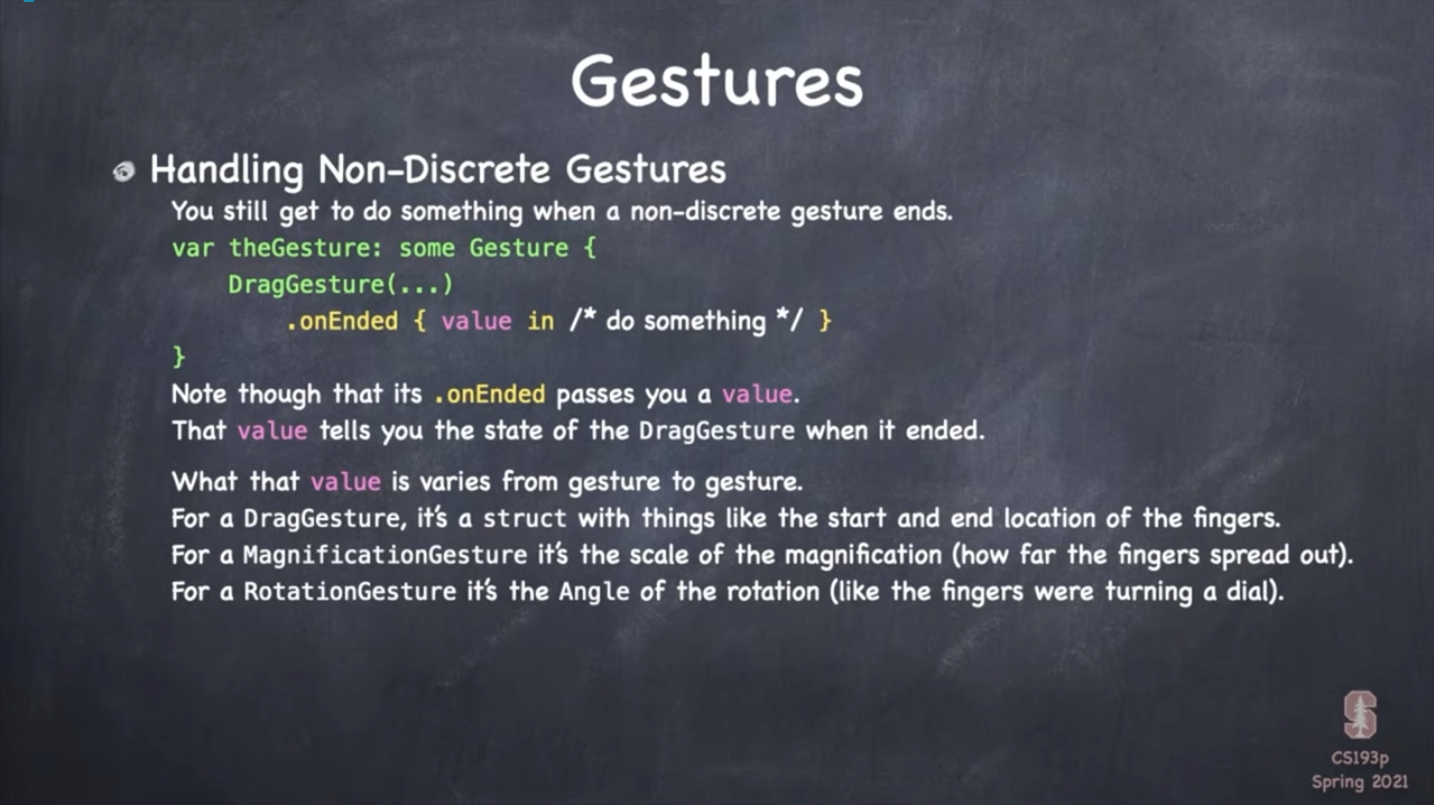 Gestures
Handling Non-Discrete Gestures
You still get to do something when a non-discrete gesture ends.
var theGesture: some Gesture {
DragGesture(...)
.onEnded { value in /* do something */ }
}
Note though that its .onEnded passes you a value.
That value tells you the state of the DragGesture when it ended.
What that value is varies from gesture to gesture.
For a DragGesture, it's a struct with things like the start and end location of the fingers.
For a MagnificationGesture it's the scale of the magnification (how far the fingers spread out).
For a RotationGesture it's the Angle of the rotation (like the fingers were turning a dial).
S
CS193p
Spring 2021